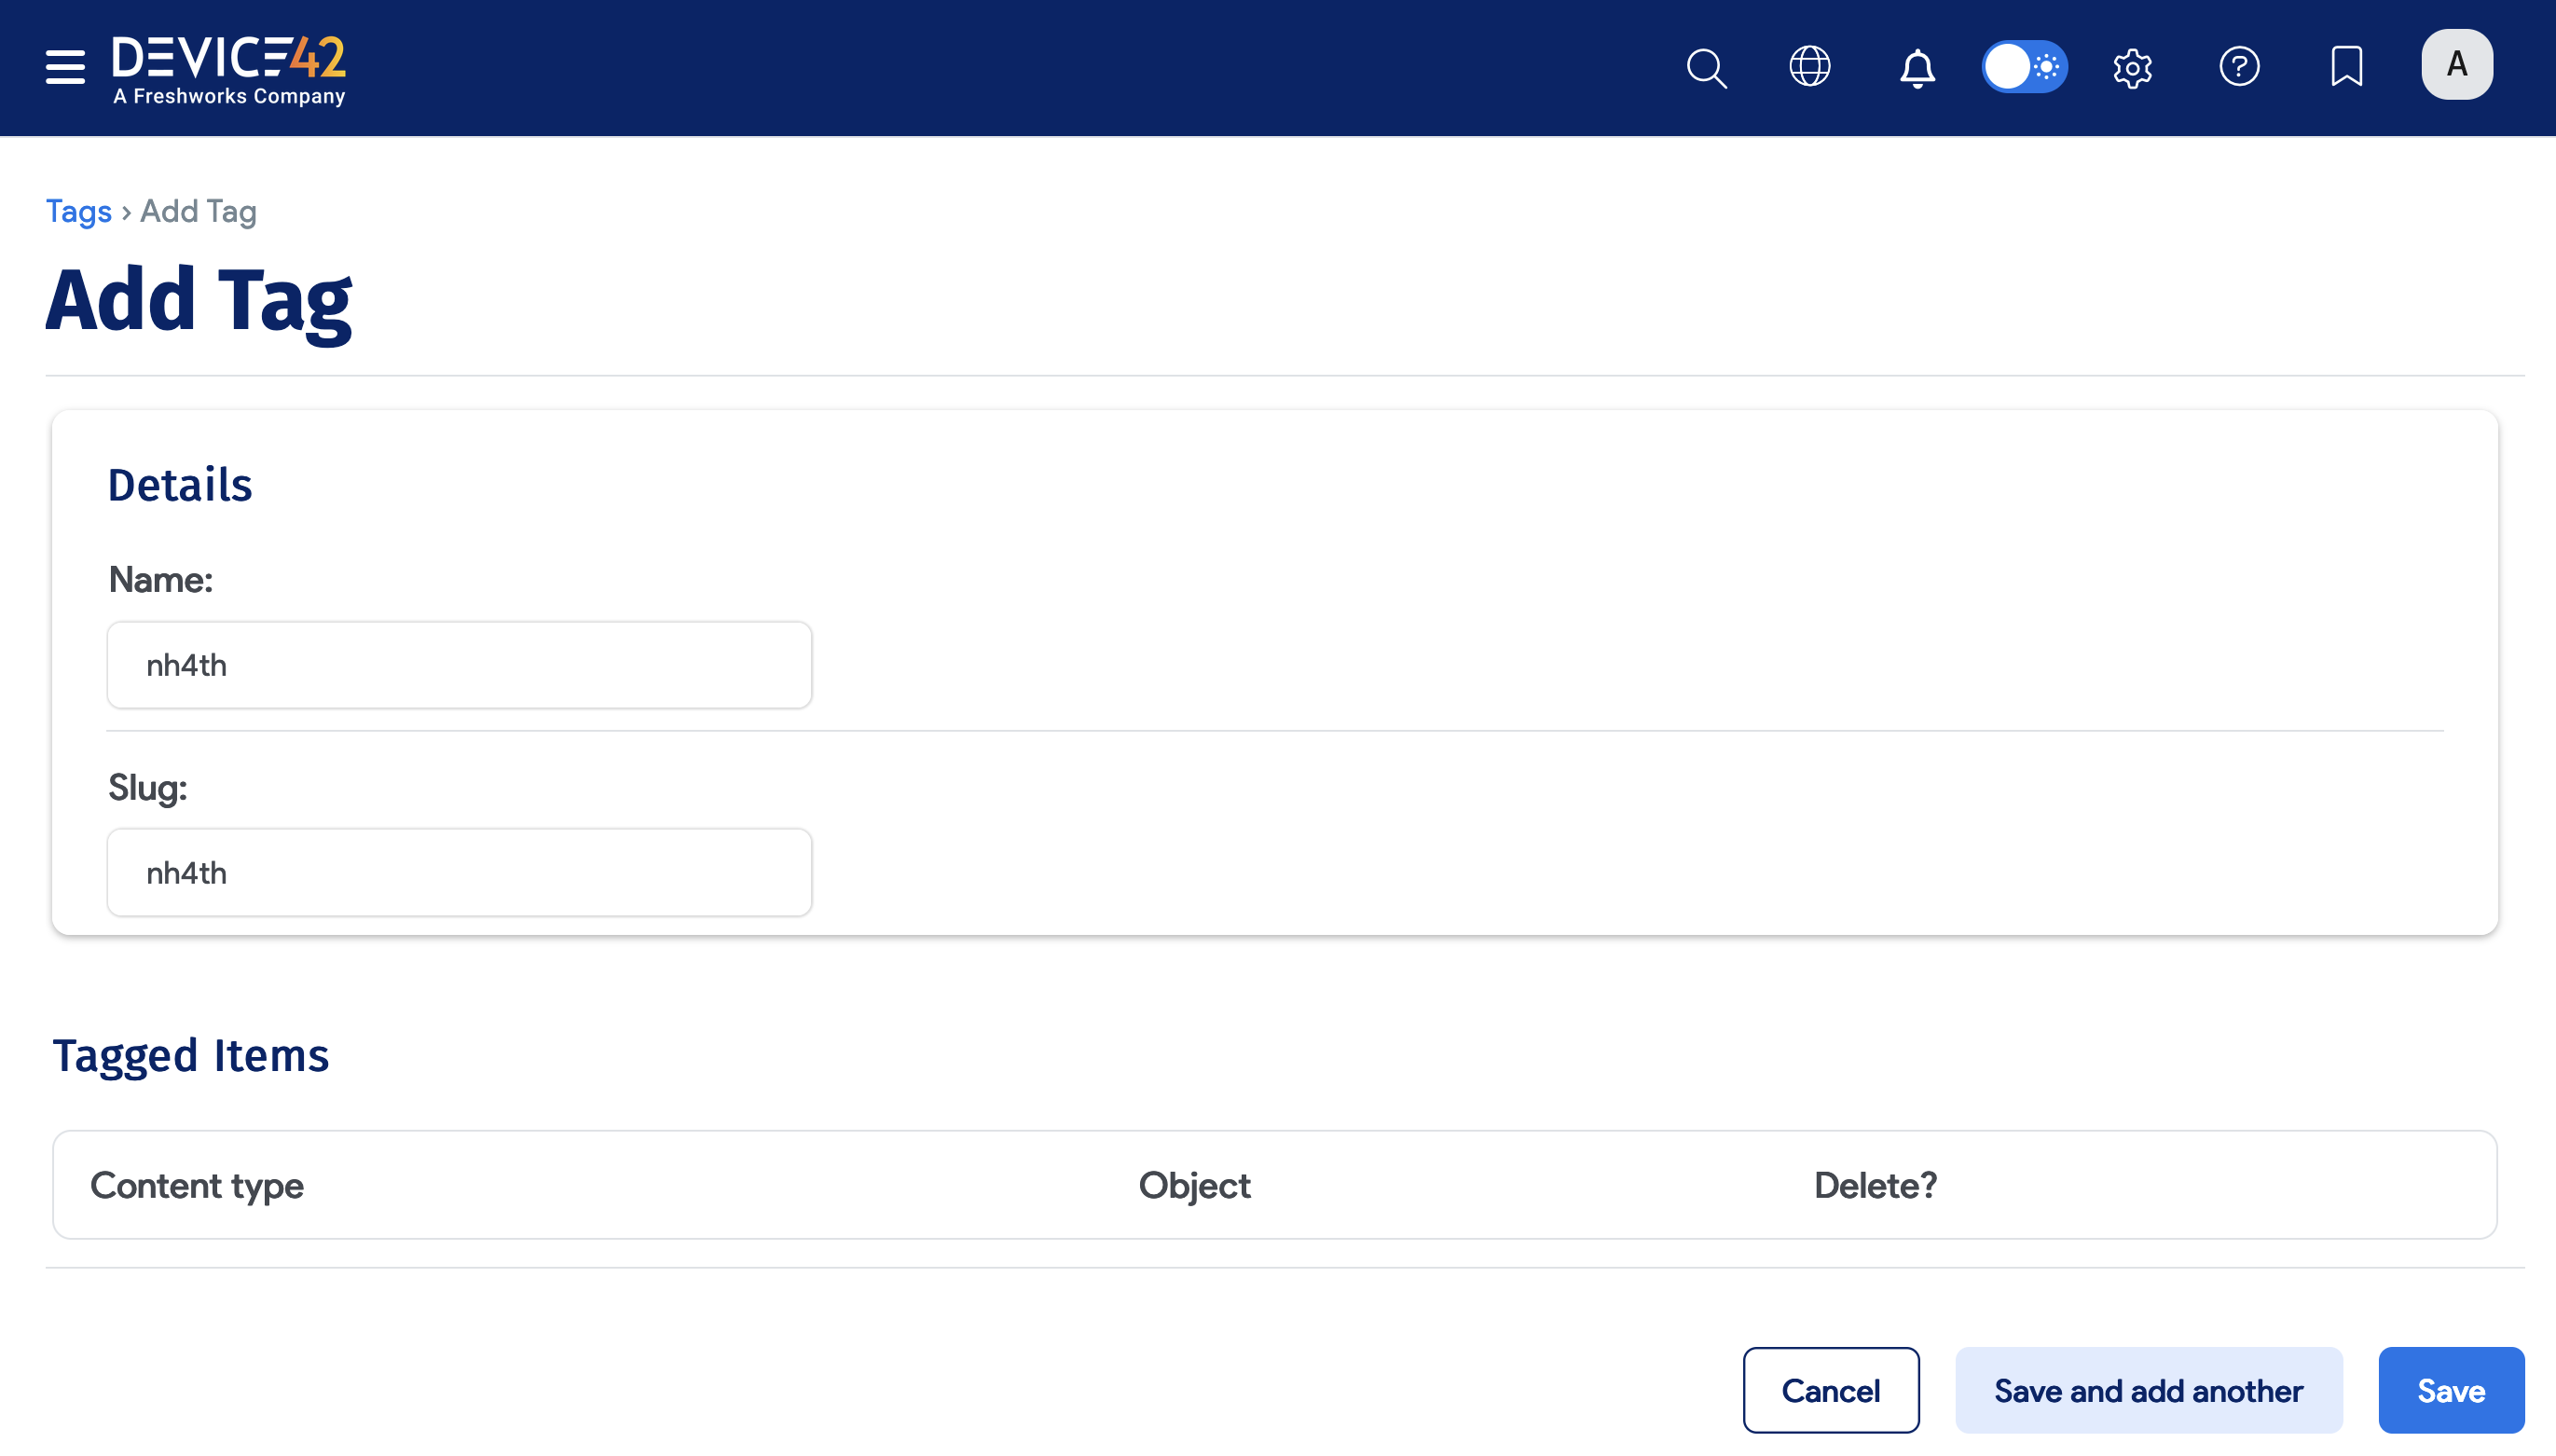 DEVICE42
A Freshworks Company
A
Tags › Add Tag
Add Tag
Details
Name:
nh4th
Slug:
nh4th
Tagged Items
Content type Object Delete?
Cancel Save and add another Save